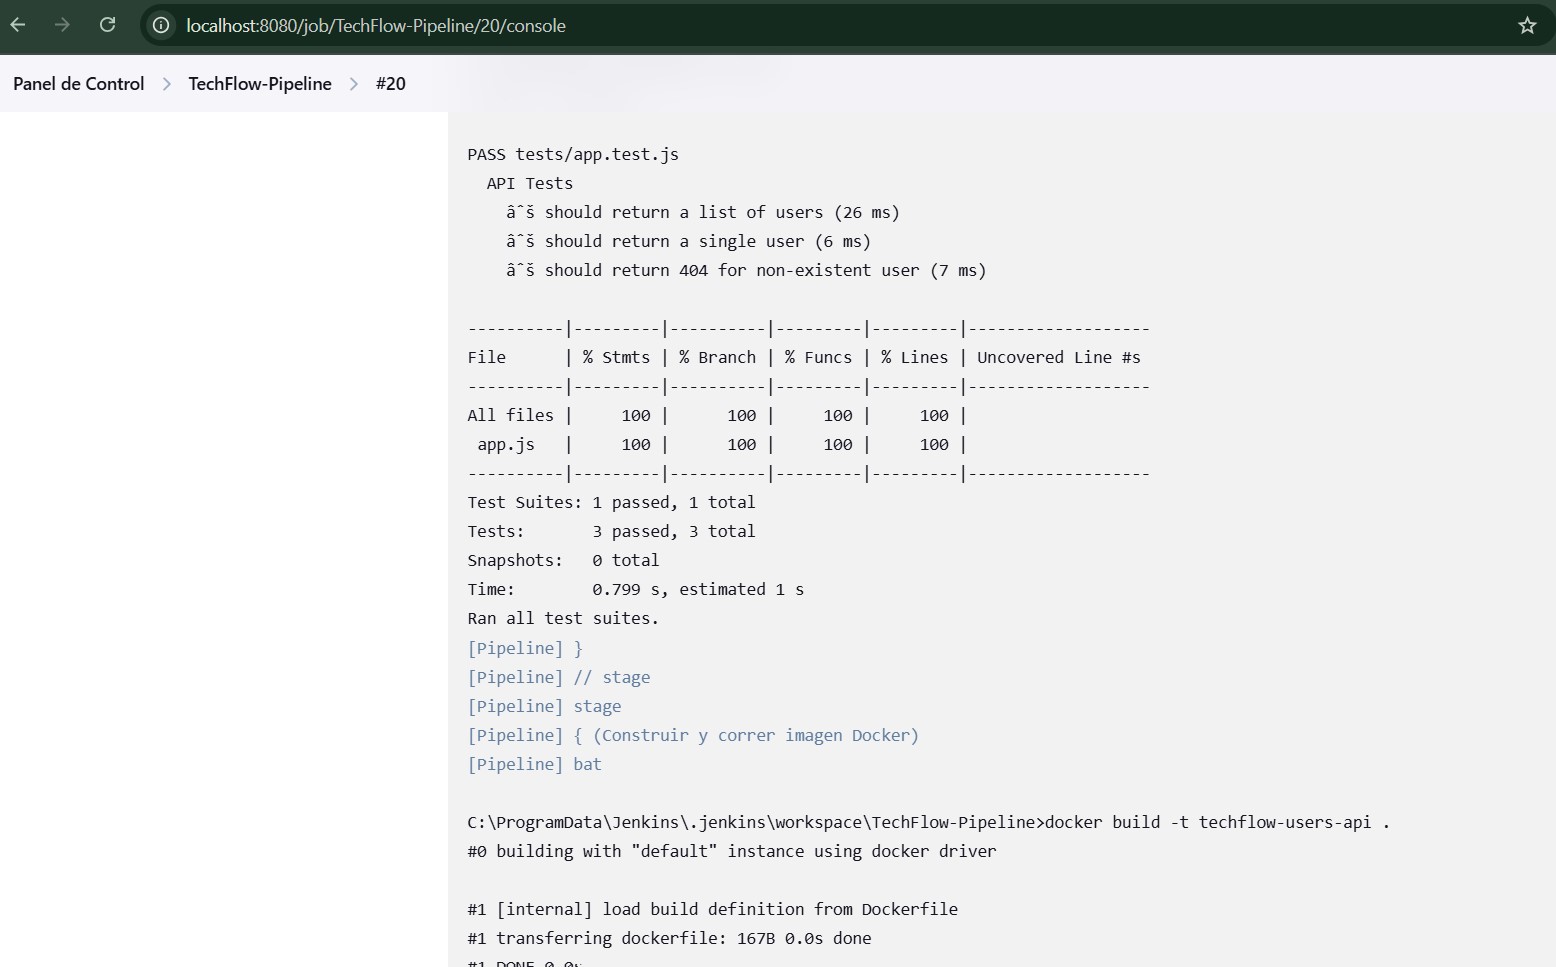 localhost:8080/job/TechFlow-Pipeline/20/console
Panel de Control > TechFlow-Pipeline > #20
PASS tests/app.test.js
API Tests
âˆš should return a list of users (26 ms)
âˆš should return a single user (6 ms)
âˆš should return 404 for non-existent user (7 ms)
----------|---------|----------|---------|---------|-------------------
File      | % Stmts | % Branch | % Funcs | % Lines | Uncovered Line #s
----------|---------|----------|---------|---------|-------------------
All files |     100 |      100 |     100 |     100 |
 app.js   |     100 |      100 |     100 |     100 |
----------|---------|----------|---------|---------|-------------------
Test Suites: 1 passed, 1 total
Tests:       3 passed, 3 total
Snapshots:   0 total
Time:        0.799 s, estimated 1 s
Ran all test suites.
[Pipeline] }
[Pipeline] // stage
[Pipeline] stage
[Pipeline] { (Construir y correr imagen Docker)
[Pipeline] bat
C:\ProgramData\Jenkins\.jenkins\workspace\TechFlow-Pipeline>docker build -t techflow-users-api .
#0 building with "default" instance using docker driver
#1 [internal] load build definition from Dockerfile
#1 transferring dockerfile: 167B 0.0s done
#1 DONE 0.0s